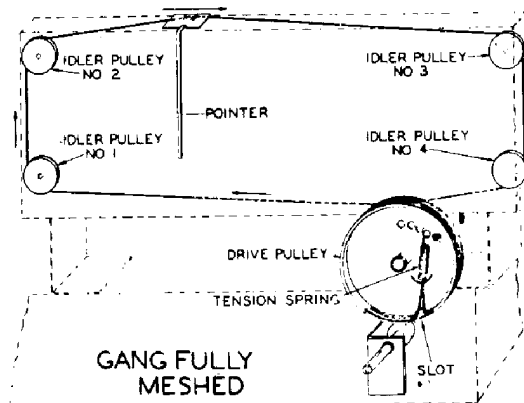 IDLER PULLEY
NO 2
IDLER PULLEY
NO 3
POINTER
IDLER PULLEY
NO 1
IDLER PULLEY
NO 4
DRIVE PULLEY
TENSION SPRING
GANG FULLY
MESHED
SLOT